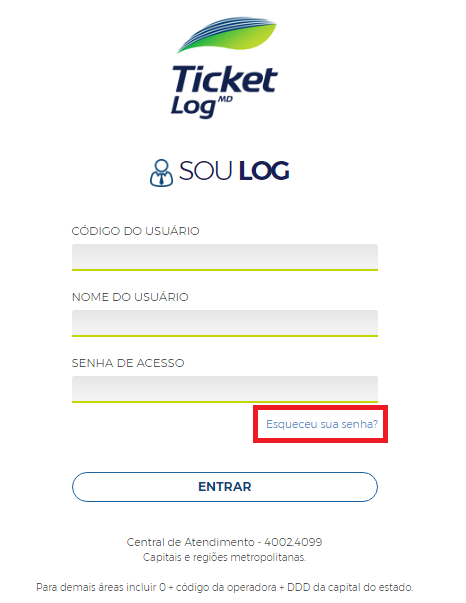 Ticket
Log MD
SOU LOG
CÓDIGO DO USUÁRIO
NOME DO USUÁRIO
SENHA DE ACESSO
Esqueceu sua senha?
ENTRAR
Central de Atendimento - 4002.4099
Capitais e regiões metropolitanas.
Para demais áreas incluir 0 + código da operadora + DDD da capital do estado.